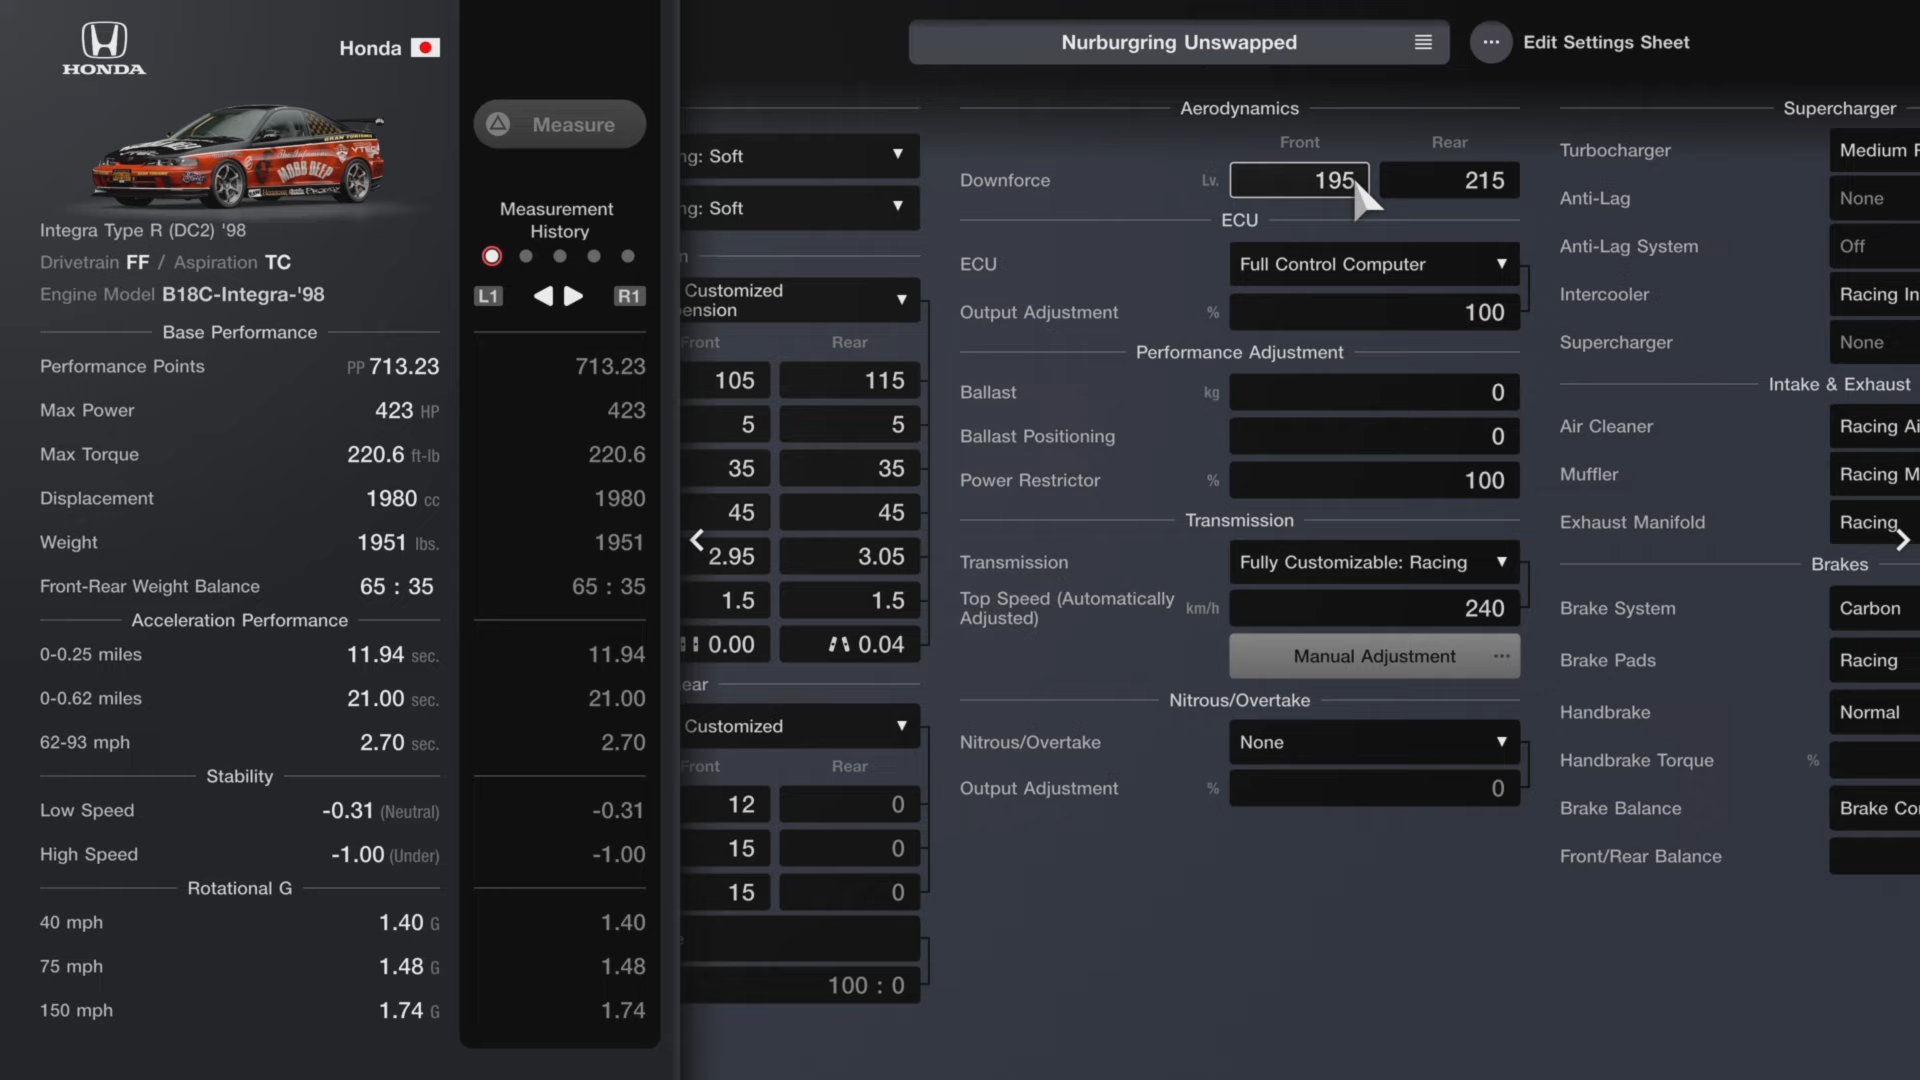 HONDA
Honda
Integra Type R (DC2) '98
Drivetrain FF / Aspiration TC
Engine Model B18C-Integra-'98
Base Performance
Performance Points PP 713.23
Max Power 423 HP
Max Torque 220.6 ft-lb
Displacement 1980 cc
Weight 1951 lbs.
Front-Rear Weight Balance 65 : 35
Acceleration Performance
0-0.25 miles 11.94 sec.
0-0.62 miles 21.00 sec.
62-93 mph 2.70 sec.
Stability
Low Speed -0.31 (Neutral)
High Speed -1.00 (Under)
Rotational G
40 mph 1.40 G
75 mph 1.48 G
150 mph 1.74 G
Measure
Measurement
History
L1 R1
713.23
423
220.6
1980
1951
65 : 35
11.94
21.00
2.70
-0.31
-1.00
1.40
1.48
1.74
Nurburgring Unswapped
Edit Settings Sheet
ng: Soft
ng: Soft
n
Customized
ension
Front Rear
105 115
5 5
35 35
45 45
2.95 3.05
1.5 1.5
0.00 0.04
ear
Customized
Front Rear
12 0
15 0
15 0
100 : 0
Aerodynamics
Front Rear
Downforce Lv. 195 215
ECU
ECU Full Control Computer
Output Adjustment % 100
Performance Adjustment
Ballast kg 0
Ballast Positioning 0
Power Restrictor % 100
Transmission
Transmission Fully Customizable: Racing
Top Speed (Automatically
Adjusted) km/h 240
Manual Adjustment
Nitrous/Overtake
Nitrous/Overtake None
Output Adjustment % 0
Supercharger
Turbocharger Medium
Anti-Lag None
Anti-Lag System Off
Intercooler Racing In
Supercharger None
Intake & Exhaust
Air Cleaner Racing Ai
Muffler Racing M
Exhaust Manifold Racing
Brakes
Brake System Carbon
Brake Pads Racing
Handbrake Normal
Handbrake Torque %
Brake Balance Brake Co
Front/Rear Balance